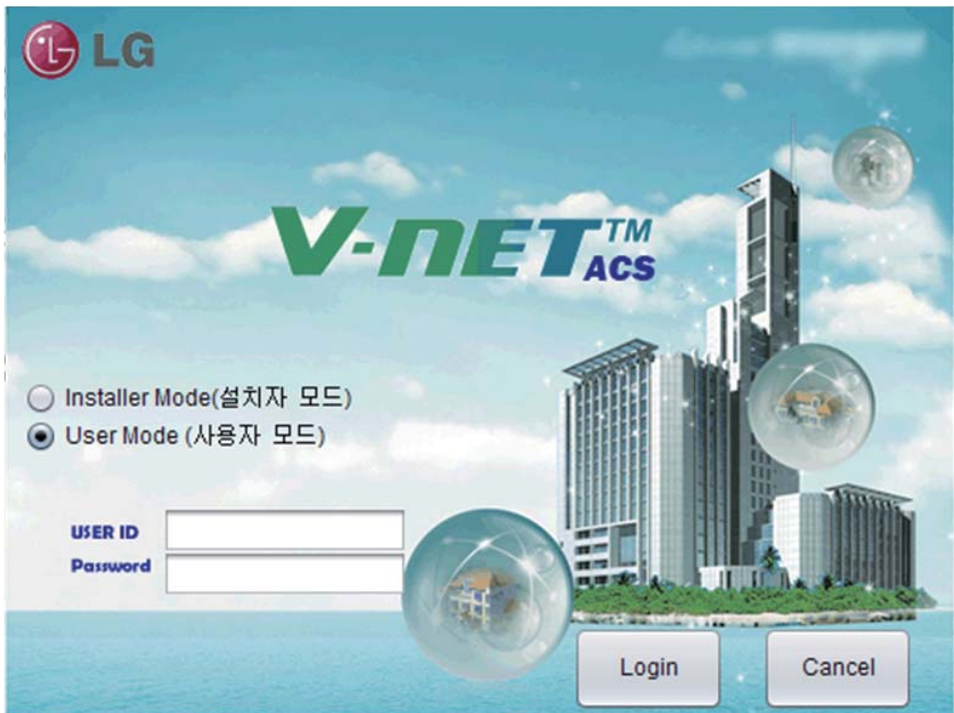 LG
V-NET™
ACS
Installer Mode(설치자 모드)
User Mode (사용자 모드)
USER ID
Password
Login
Cancel